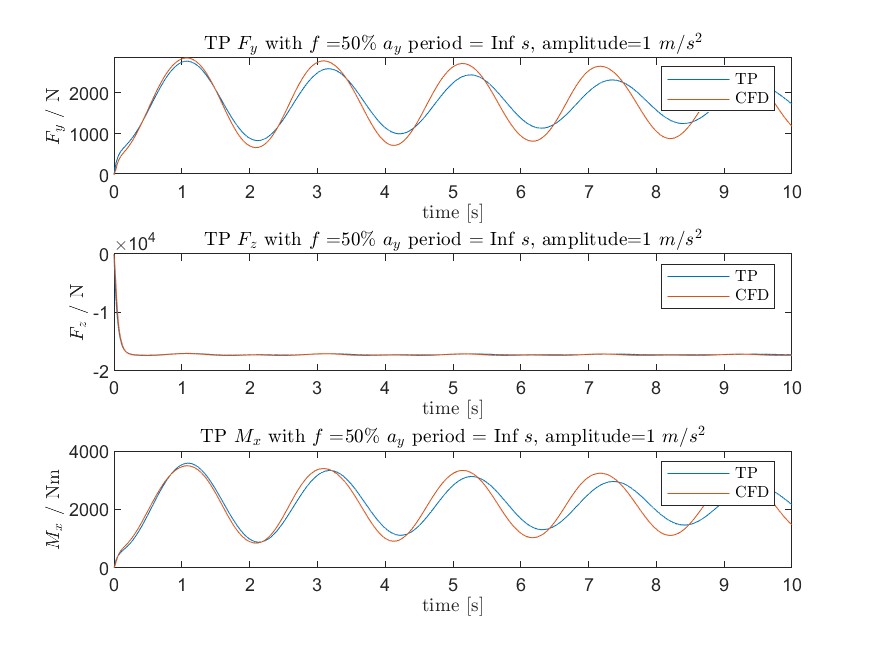 TP F_y with f =50% a_y period = Inf s, amplitude=1 m/s^2
F_y / N
2000
1000
0
TP
CFD
0 1 2 3 4 5 6 7 8 9 10
time [s]
TP F_z with f =50% a_y period = Inf s, amplitude=1 m/s^2
×10^4
F_z / N
0
-1
-2
TP
CFD
0 1 2 3 4 5 6 7 8 9 10
time [s]
TP M_x with f =50% a_y period = Inf s, amplitude=1 m/s^2
M_x / Nm
4000
2000
0
TP
CFD
0 1 2 3 4 5 6 7 8 9 10
time [s]